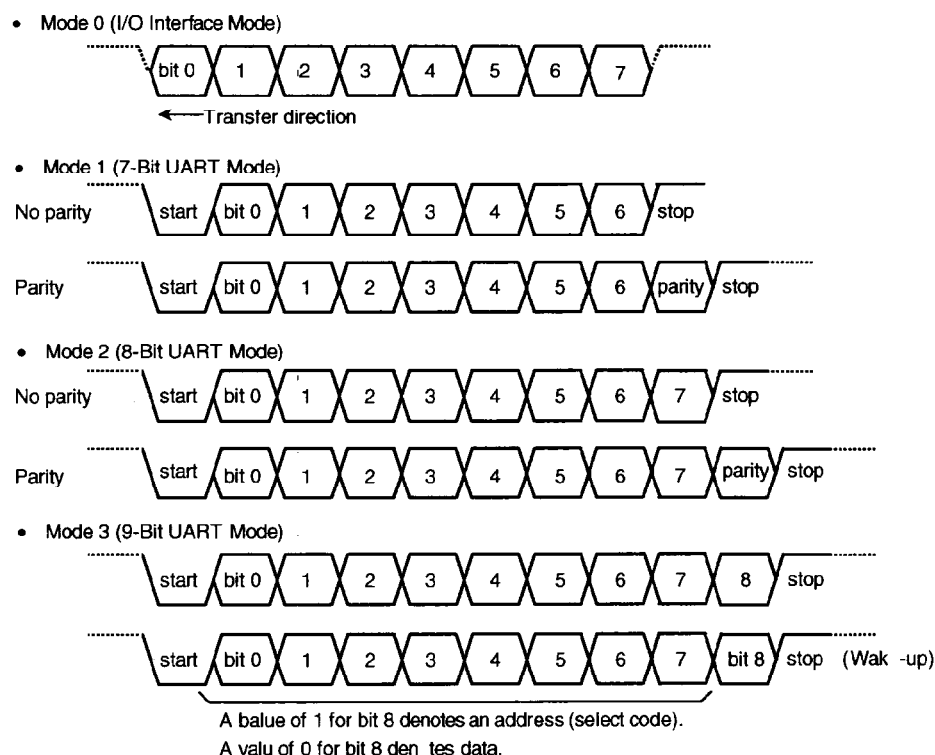 • Mode 0 (I/O Interface Mode)
bit 0 1 2 3 4 5 6 7
Transfer direction
• Mode 1 (7-Bit UART Mode)
No parity start bit 0 1 2 3 4 5 6 stop
Parity start bit 0 1 2 3 4 5 6 parity stop
• Mode 2 (8-Bit UART Mode)
No parity start bit 0 1 2 3 4 5 6 7 stop
Parity start bit 0 1 2 3 4 5 6 7 parity stop
• Mode 3 (9-Bit UART Mode)
start bit 0 1 2 3 4 5 6 7 8 stop
start bit 0 1 2 3 4 5 6 7 bit 8 stop (Wak -up)
A balue of 1 for bit 8 denotes an address (select code).
A valu of 0 for bit 8 den tes data.